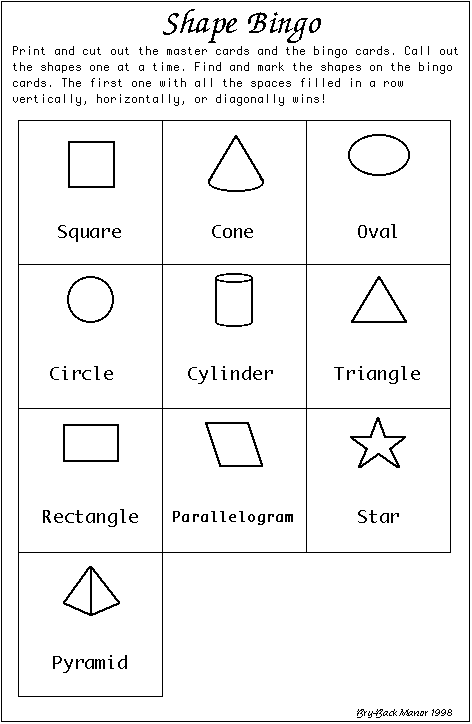 Shape Bingo
Print and cut out the master cards and the bingo cards. Call out
the shapes one at a time. Find and mark the shapes on the bingo
cards. The first one with all the spaces filled in a row
vertically, horizontally, or diagonally wins!
Square Cone Oval
Circle Cylinder Triangle
Rectangle Parallelogram Star
Pyramid
Bry-Back Manor 1998